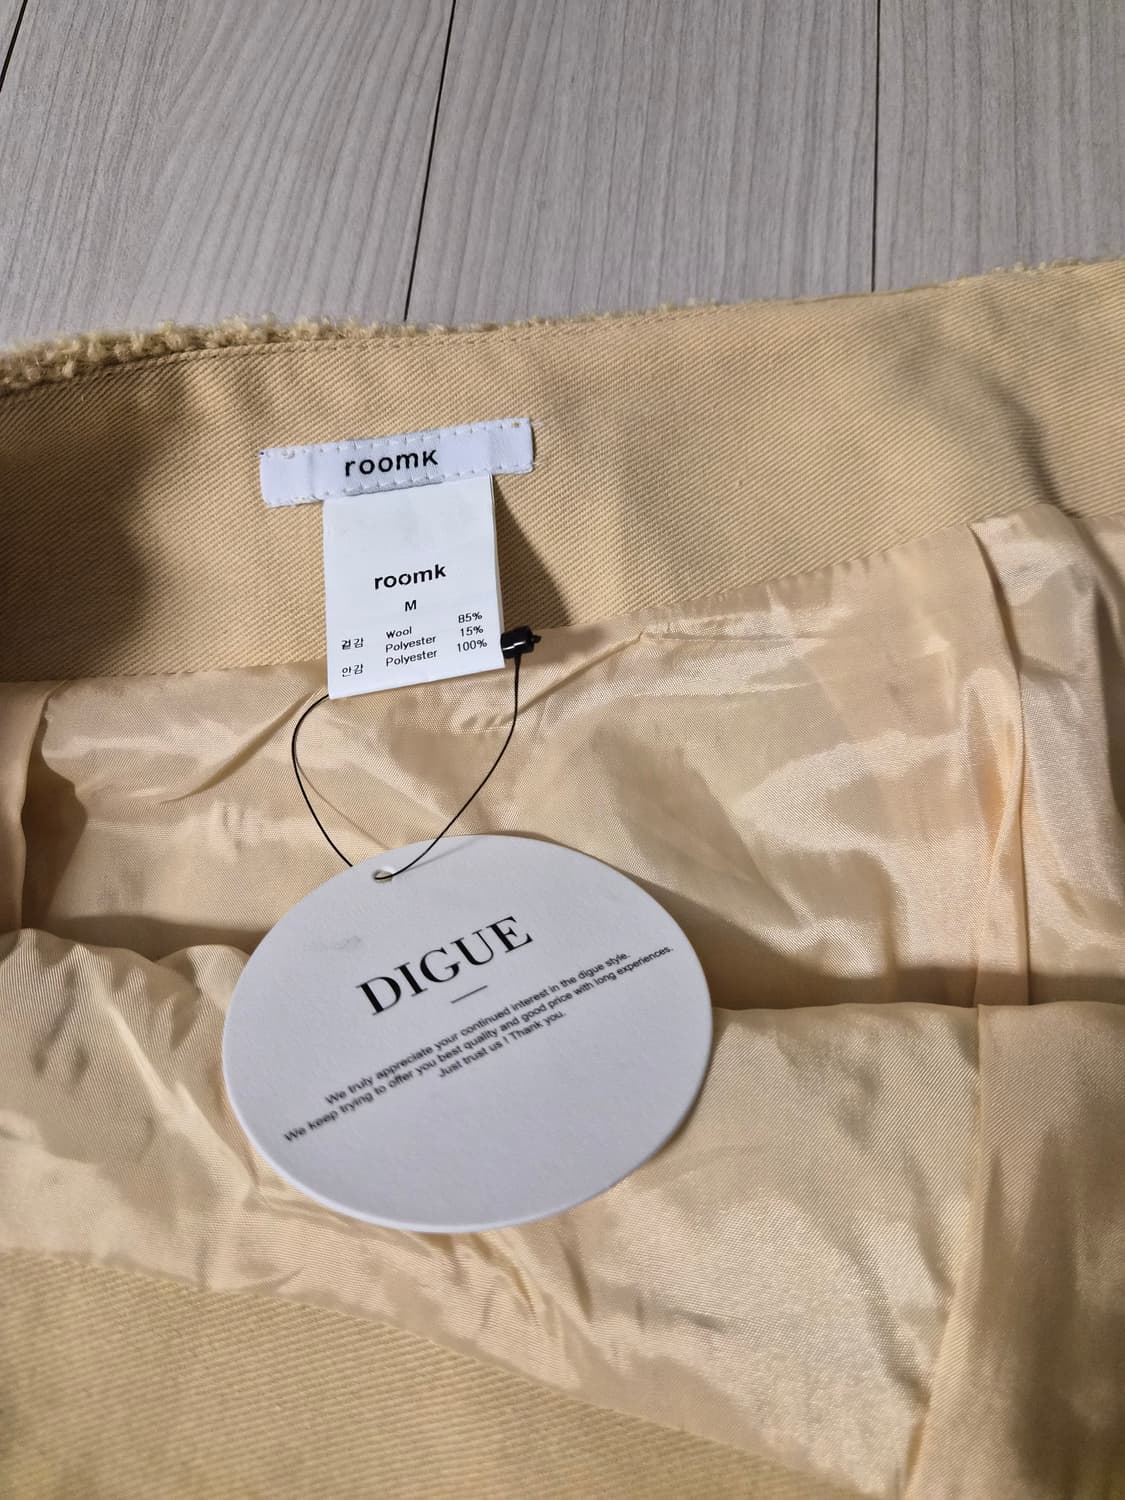 roomk
roomk
M
겉감 Wool 85%
Polyester 15%
안감 Polyester 100%
DIGUE
We truly appreciate your continued interest in the digue style.
We keep trying to offer you best quality and good price with long experiences.
Just trust us ! Thank you.